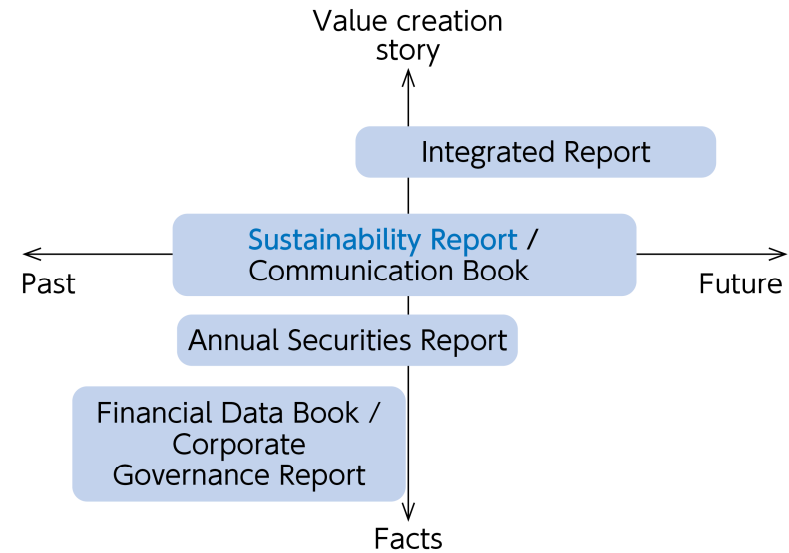 Value creation
story
Integrated Report
Sustainability Report /
Communication Book
Past
Future
Annual Securities Report
Financial Data Book /
Corporate
Governance Report
Facts